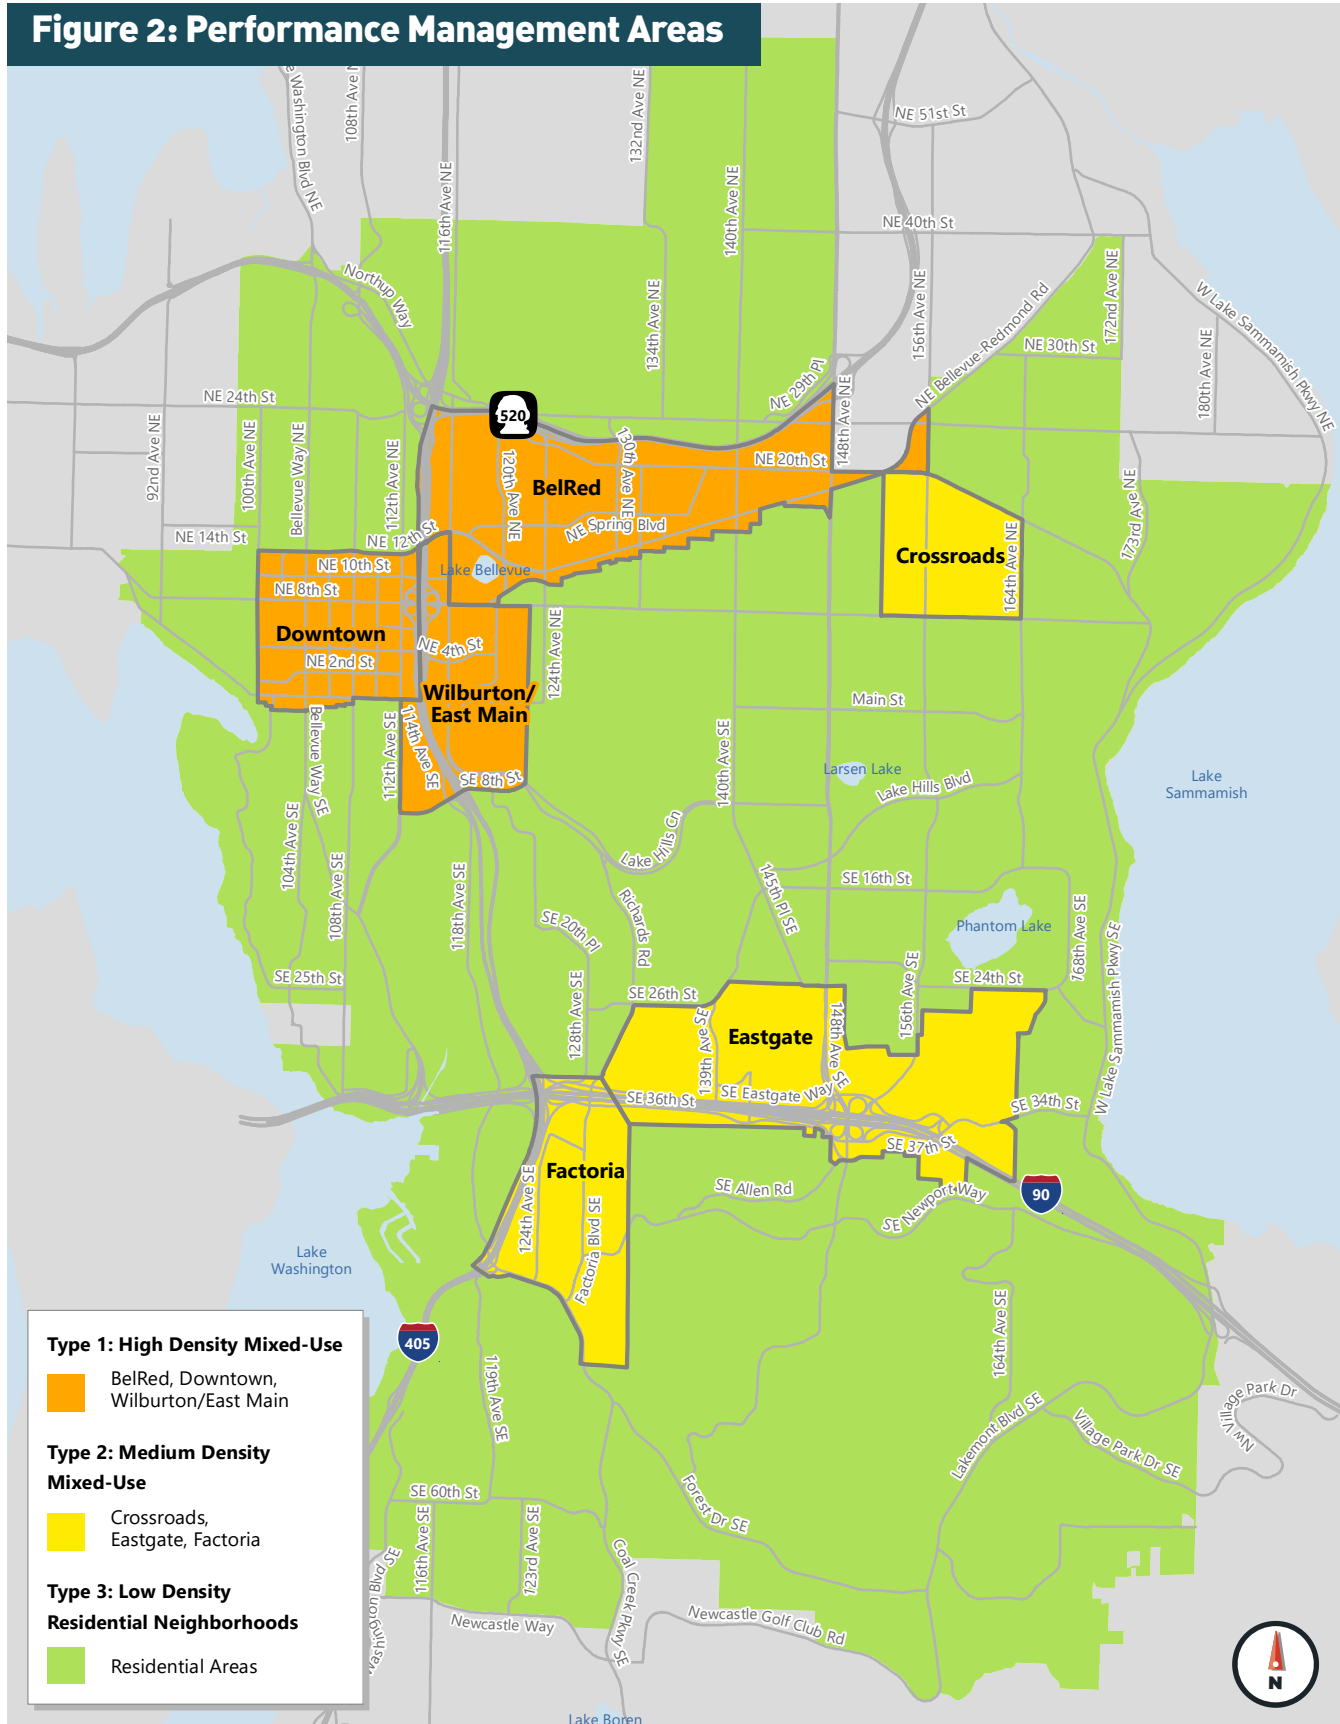 Figure 2: Performance Management Areas
108th Ave N
e Washington Blvd NE
116th Ave NE
132nd Ave NE
140th Ave NE
NE 51st St
NE 40th St
Northup Way
134th Ave NE
156th Ave NE
172nd Ave NE
W Lake Sammamish Pkwy NE
NE Bellevue-Redmond Rd
NE 30th St
180th Ave NE
NE 29th Pl
148th Ave NE
NE 24th St
520
92nd Ave NE
100th Ave NE
Bellevue Way NE
112th Ave NE
120th Ave NE
130th Ave NE
NE 20th St
BelRed
173rd Ave NE
NE 14th St
NE 12th St
NE Spring Blvd
Crossroads
164th Ave NE
NE 10th St
Lake Bellevue
NE 8th St
Downtown
NE 4th St
NE 2nd St
124th Ave NE
Wilburton/
East Main
Main St
Bellevue Way SE
112th Ave SE
114th Ave SE
SE 8th St
140th Ave SE
Larsen Lake
Lake Hills Blvd
Lake
Sammamish
104th Ave SE
108th Ave SE
118th Ave SE
Lake Hills Cn
145th Pl SE
SE 16th St
Richards Rd
SE 20th Pl
Phantom Lake
168th Ave SE
W Lake Sammamish Pkwy SE
SE 25th St
128th Ave SE
SE 26th St
156th Ave SE
SE 24th St
139th Ave SE
Eastgate
148th Ave SE
SE 36th St
SE Eastgate Way
SE 34th St
SE 37th St
Factoria
124th Ave SE
Factoria Blvd SE
SE Allen Rd
SE Newport Way
90
Lake
Washington
405
119th Ave SE
164th Ave SE
Lakemont Blvd SE
Village Park Dr SE
NW Village Park Dr
SE 60th St
116th Ave SE
123rd Ave SE
Forest Dr SE
Coal Creek Pkwy SE
Newcastle Way
Newcastle Golf Club Rd
Lake Boren
Type 1: High Density Mixed-Use
BelRed, Downtown,
Wilburton/East Main
Type 2: Medium Density
Mixed-Use
Crossroads,
Eastgate, Factoria
Type 3: Low Density
Residential Neighborhoods
Residential Areas
N